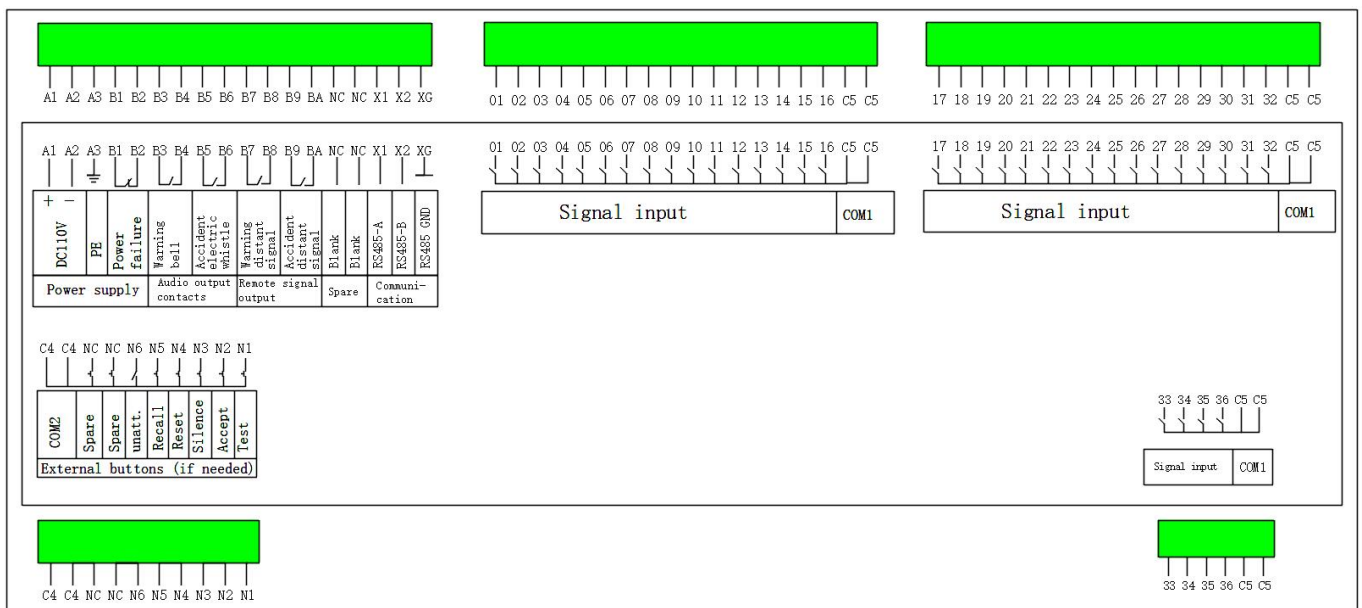 A1 A2 A3 B1 B2 B3 B4 B5 B6 B7 B8 B9 BA NC NC X1 X2 XG
01 02 03 04 05 06 07 08 09 10 11 12 13 14 15 16 C5 C5
17 18 19 20 21 22 23 24 25 26 27 28 29 30 31 32 C5 C5
A1 A2 A3 B1 B2 B3 B4 B5 B6 B7 B8 B9 BA NC NC X1 X2 XG
+ −
DC110V
PE
Power
failure
Warning
bell
Accident
electric
whistle
Warning
distant
signal
Accident
distant
signal
Blank
Blank
RS485-A
RS485-B
RS485 GND
Power supply
Audio output
contacts
Remote signal
output
Spare
Communi-
cation
01 02 03 04 05 06 07 08 09 10 11 12 13 14 15 16 C5 C5
Signal input
COM1
17 18 19 20 21 22 23 24 25 26 27 28 29 30 31 32 C5 C5
Signal input
COM1
C4 C4 NC NC N6 N5 N4 N3 N2 N1
COM2
Spare
Spare
unatt.
Recall
Reset
Silence
Accept
Test
External buttons (if needed)
33 34 35 36 C5 C5
Signal input
COM1
C4 C4 NC NC N6 N5 N4 N3 N2 N1
33 34 35 36 C5 C5